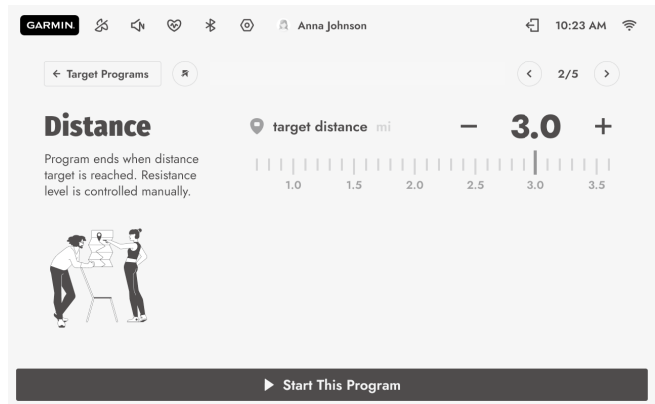 GARMIN.
Anna Johnson
10:23 AM
← Target Programs
2/5
Distance
Program ends when distance
target is reached. Resistance
level is controlled manually.
target distance mi
− 3.0 +
1.0 1.5 2.0 2.5 3.0 3.5
Start This Program